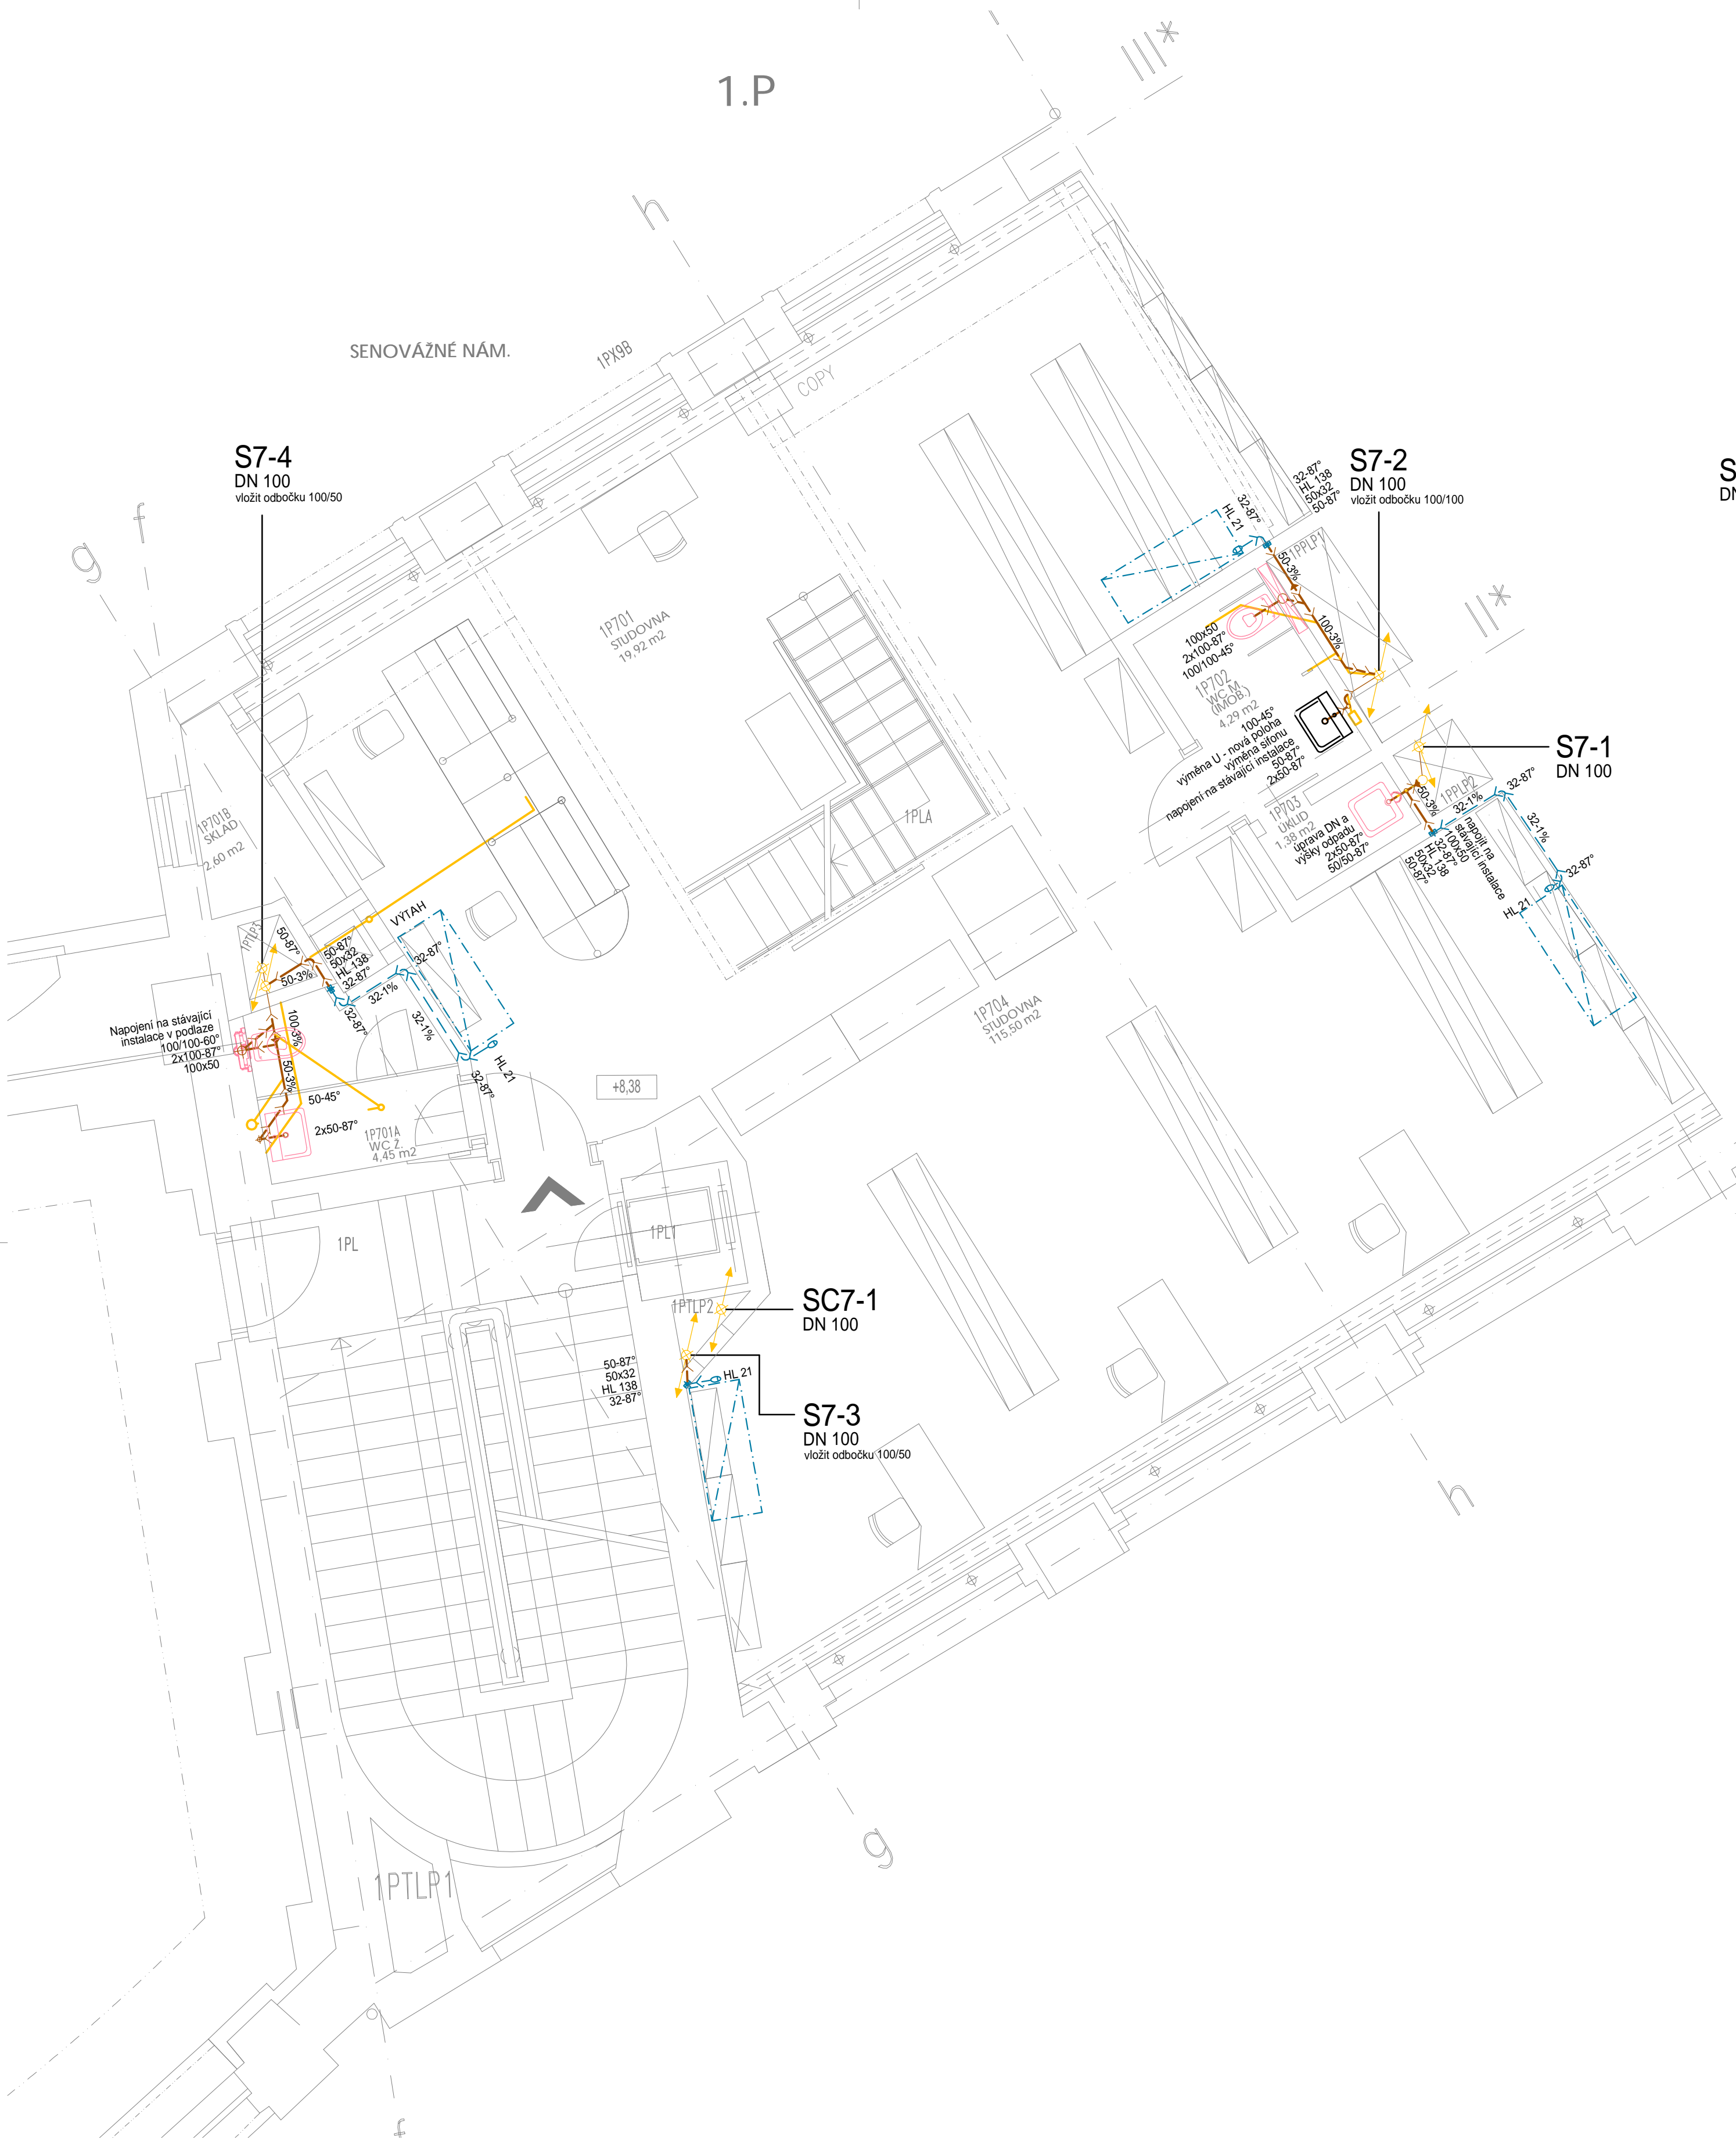 1.P
III*
h
SENOVÁŽNÉ NÁM.
1PX9B
COPY
S7-4
DN 100
vložit odbočku 100/50
f
g
S7-2
DN 100
vložit odbočku 100/100
S
DN
32-87°
HL 138
50x32
50-87°
32-87°
HL 21
1PPLP1
50-3%
100-3%
II*
1P701
STUDOVNA
19,92 m2
100x50
2x100-87°
100/100-45°
1P702
WC M.
(IMOB.)
4,29 m2
100-45°
výměna U - nová poloha
výměna sifonu
napojení na stávající instalace
50-87°
2x50-87°
S7-1
DN 100
1P703
ÚKLID
1,38 m2
úprava DN a
výšky odpadu
2x50-87°
50/50-87°
50-3%
1PPLP2
32-1%
32-87°
32-1%
32-87°
napojit na
stávající instalace
100x50
32-87°
HL 138
50x32
50-87°
HL 21
1PLA
1P701B
SKLAD
2,60 m2
VÝTAH
1PTLP3
50-87°
50-87°
50x32
HL 138
32-87°
50-3%
32-87°
32-1%
32-87°
32-1%
HL 21
32-87°
Napojení na stávající
instalace v podlaze
100/100-60°
2x100-87°
100x50
100-3%
50-3%
50-45°
2x50-87°
1P701A
WC Ž.
4,45 m2
1P704
STUDOVNA
115,50 m2
+8,38
1PL
1PL1
1PTLP2
SC7-1
DN 100
50-87°
50x32
HL 138
32-87°
HL 21
S7-3
DN 100
vložit odbočku 100/50
h
g
1PTLP1
f